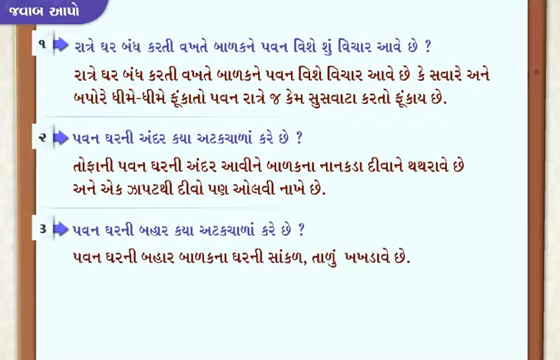 જવાબ આપો
૧ રાત્રે ઘર બંધ કરતી વખતે બાળકને પવન વિશે શું વિચાર આવે છે ?
રાત્રે ઘર બંધ કરતી વખતે બાળકને પવન વિશે વિચાર આવે છે કે સવારે અને
બપોરે ધીમે-ધીમે ફૂંકાતો પવન રાત્રે જ કેમ સુસવાટા કરતો ફૂંકાય છે.
૨ પવન ઘરની અંદર કયા અટકચાળાં કરે છે ?
તોફાની પવન ઘરની અંદર આવીને બાળકના નાનકડા દીવાને થથરાવે છે
અને એક ઝાપટથી દીવો પણ ઓલવી નાખે છે.
૩ પવન ઘરની બહાર કયા અટકચાળાં કરે છે ?
પવન ઘરની બહાર બાળકના ઘરની સાંકળ, તાળું ખખડાવે છે.